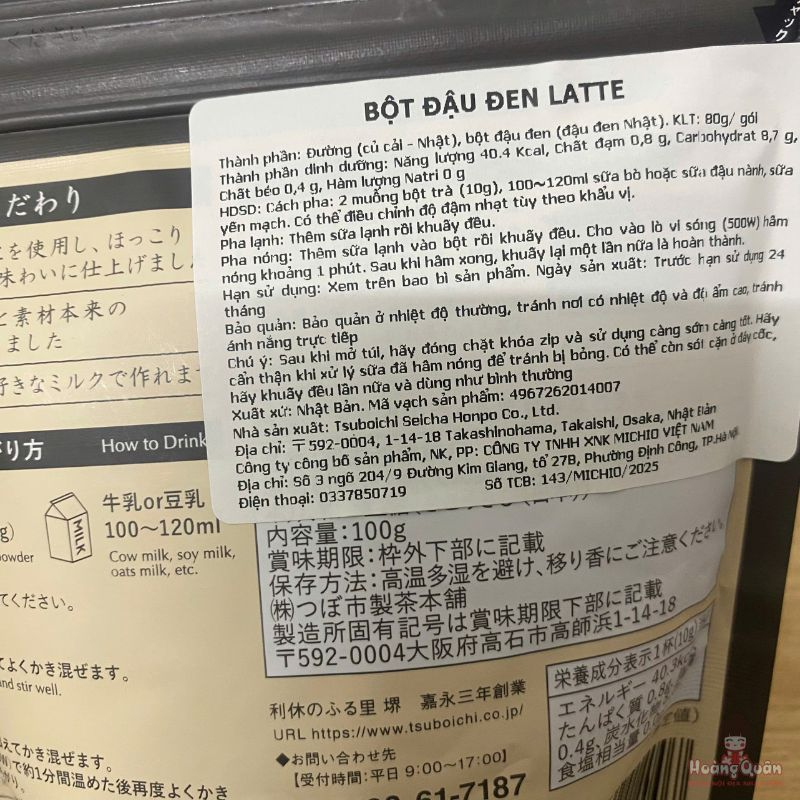 BỘT ĐẬU ĐEN LATTE
Thành phần: Đường (củ cải - Nhật), bột đậu đen (đậu đen Nhật). KLT: 80g/ gói
Thành phần dinh dưỡng: Năng lượng 40.4 Kcal, Chất đạm 0,8 g, Carbohydrat 8,7 g,
Chất béo 0,4 g, Hàm lượng Natri 0 g
HDSD: Cách pha: 2 muỗng bột trà (10g), 100~120ml sữa bò hoặc sữa đậu nành, sữa
yến mạch. Có thể điều chỉnh độ đậm nhạt tùy theo khẩu vị.
Pha lạnh: Thêm sữa lạnh rồi khuấy đều.
Pha nóng: Thêm sữa lạnh vào bột rồi khuấy đều. Cho vào lò vi sóng (500W) hâm
nóng khoảng 1 phút. Sau khi hâm xong, khuấy lại một lần nữa là hoàn thành.
Hạn sử dụng: Xem trên bao bì sản phẩm. Ngày sản xuất: Trước hạn sử dụng 24
tháng
Bảo quản: Bảo quản ở nhiệt độ thường, tránh nơi có nhiệt độ và độ ẩm cao, tránh
ánh nắng trực tiếp
Chú ý: Sau khi mở túi, hãy đóng chặt khóa zip và sử dụng càng sớm càng tốt. Hãy
cẩn thận khi xử lý sữa đã hâm nóng để tránh bị bỏng. Có thể còn sót cặn ở đáy cốc,
hãy khuấy đều lần nữa và dùng như bình thường
Xuất xứ: Nhật Bản. Mã vạch sản phẩm: 4967262014007
Nhà sản xuất: Tsuboichi Seicha Honpo Co., Ltd.
Địa chỉ: 〒592-0004, 1-14-18 Takashinohama, Takaishi, Osaka, Nhật Bản
Công ty công bố sản phẩm, NK, PP: CÔNG TY TNHH XNK MICHIO VIỆT NAM
Địa chỉ: Số 3 ngõ 204/9 Đường Kim Giang, tổ 27B, Phường Định Công, TP.Hà Nội
Điện thoại: 0337850719 Số TCB: 143/MICHIO/2025
だわり
を使用し、ほっこり
味わいに仕上げまし
と素材本来の
ました
好きなミルクで作れま
がり方 How to Drink
牛乳or豆乳
100〜120ml
MILK
Cow milk, soy milk,
oats milk, etc.
powder
てください。
てよくかき混ぜます。
and stir well.
えてかき混ぜます。
で約1分間温めた後再度よくかき
内容量:100g
賞味期限:枠外下部に記載
保存方法:高温多湿を避け、移り香にご注意ください。
㈱つぼ市製茶本舗
製造所固有記号は賞味期限下部に記載
〒592-0004大阪府高石市高師浜1-14-18
利休のふる里 堺 嘉永三年創業
URL https://www.tsuboichi.co.jp/
◆お問い合わせ先
【受付時間:平日 9:00〜17:00】
61-7187
栄養成分表示1杯(10g)
エネルギー 40.3kc
たんぱく質 0.8g
0.4g、炭水化物
食塩相当量
Hoàng Quân